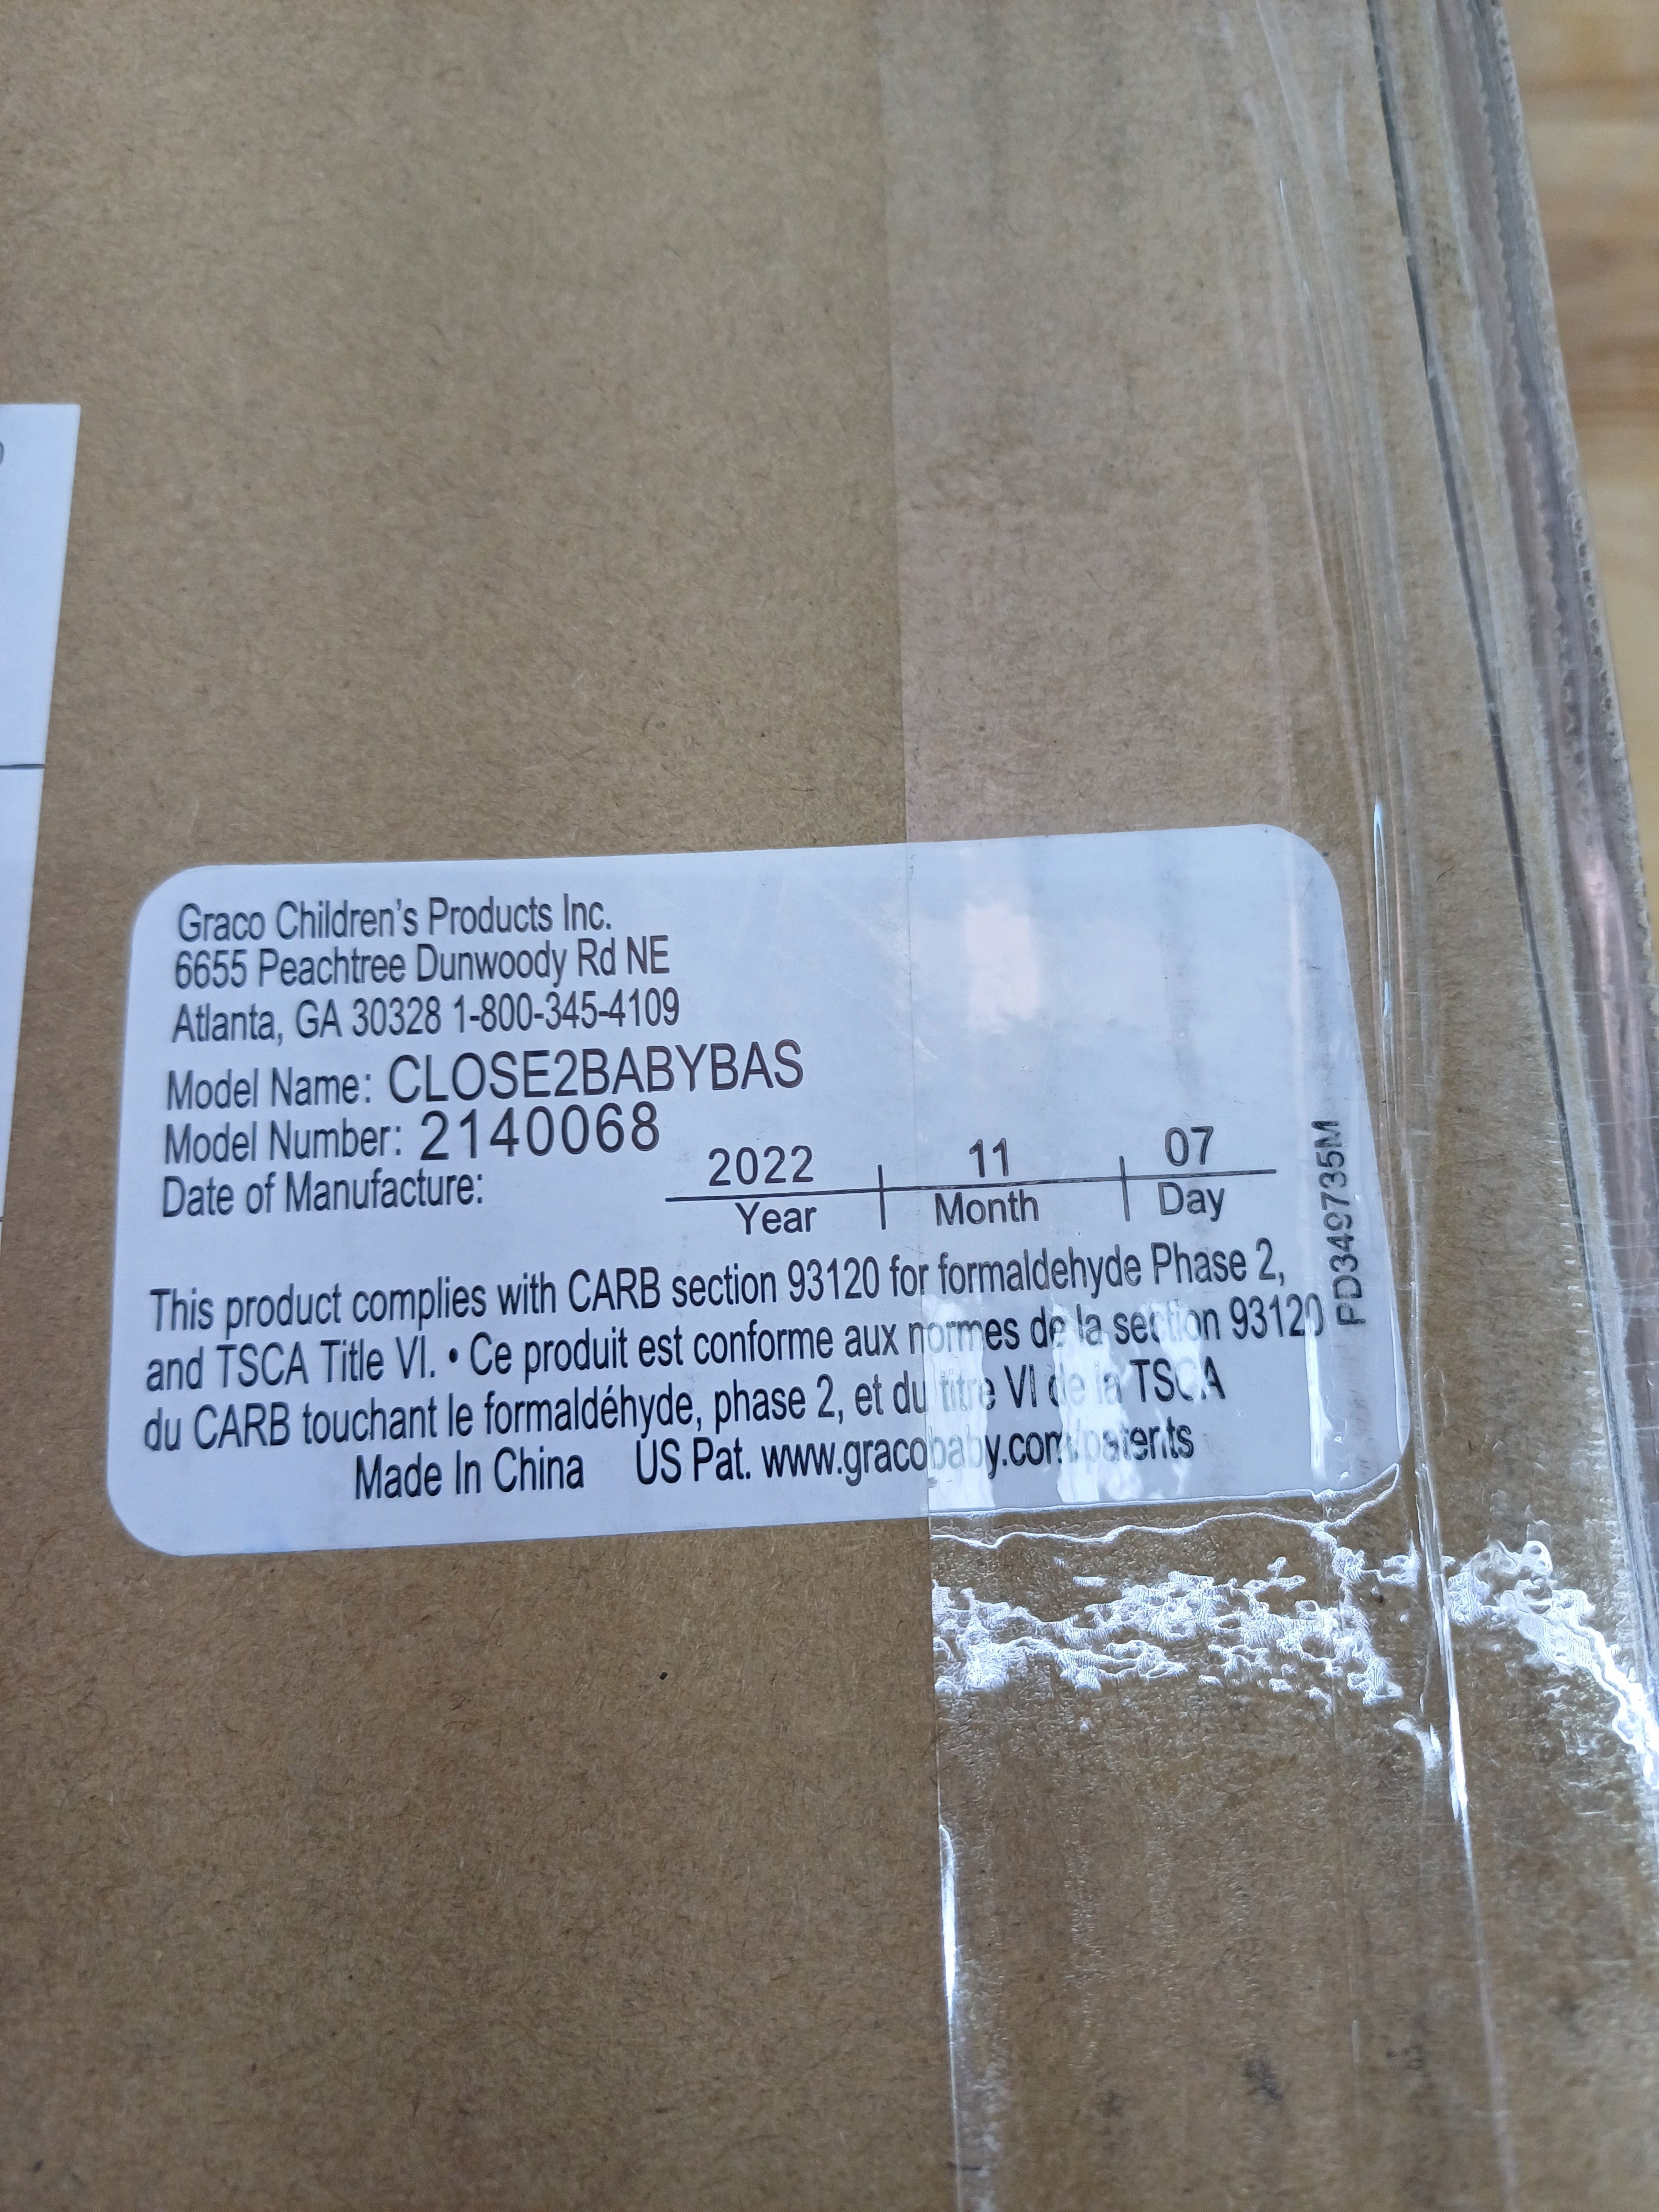 Graco Children's Products Inc.
6655 Peachtree Dunwoody Rd NE
Atlanta, GA 30328 1-800-345-4109
Model Name: CLOSE2BABYBAS
Model Number: 2140068
Date of Manufacture: 2022 11 07
Year Month Day
This product complies with CARB section 93120 for formaldehyde Phase 2,
and TSCA Title VI. • Ce produit est conforme aux normes de la section 93120
du CARB touchant le formaldéhyde, phase 2, et du titre VI de la TSCA
Made In China US Pat. www.gracobaby.com/patents
PD349735M